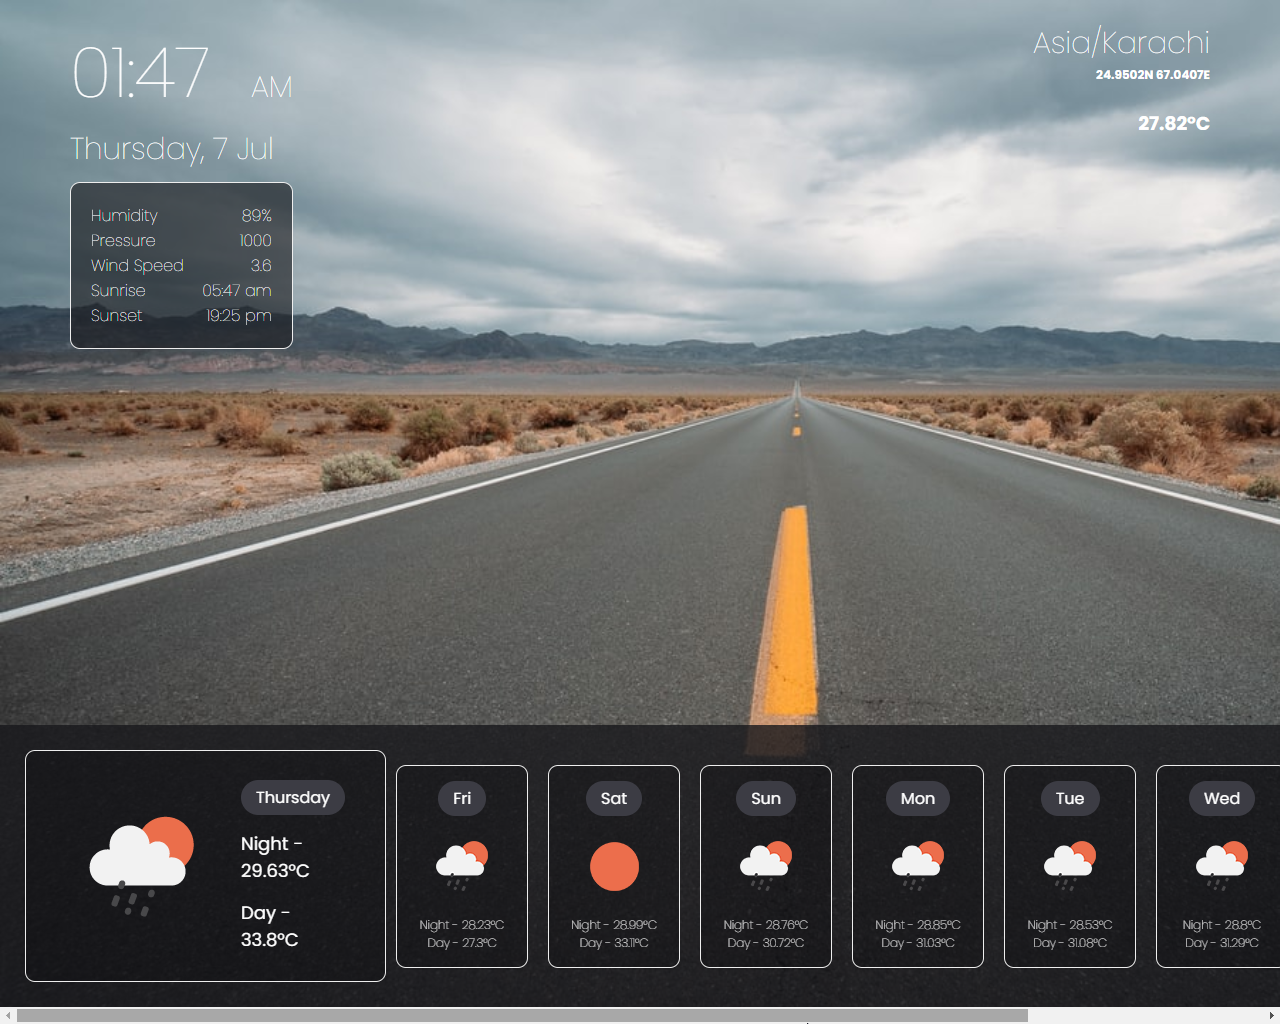 01:47 AM
Thursday, 7 Jul
Humidity 89%
Pressure 1000
Wind Speed 3.6
Sunrise 05:47 am
Sunset 19:25 pm
Asia/Karachi
24.9502N 67.0407E
27.82°C
Thursday
Night -
29.63°C
Day -
33.8°C
Fri
Night - 28.23°C
Day - 27.3°C
Sat
Night - 28.99°C
Day - 33.11°C
Sun
Night - 28.76°C
Day - 30.72°C
Mon
Night - 28.85°C
Day - 31.03°C
Tue
Night - 28.53°C
Day - 31.08°C
Wed
Night - 28.8°C
Day - 31.29°C